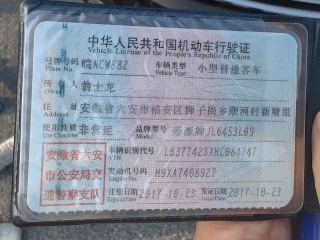 中华人民共和国机动车行驶证
Vehicle License of the People's Republic of China
号牌号码 皖NCW882 车辆类型 小型普通客车
Plate No. Vehicle Type
所有人 翁士龙
住址 安徽省六安市裕安区狮子岗乡堰河村新塘组
使用性质 非营运 品牌型号 帝豪牌JL6453L09
Use Character
安徽省六安 车辆识别代号 LB37742SXHC084747
VIN
市公安局交 发动机号码 H9XA7468927
Engine No.
通警察支队 注册日期 2017-10-23 发证日期 2017-10-23
Register Date Issue Date